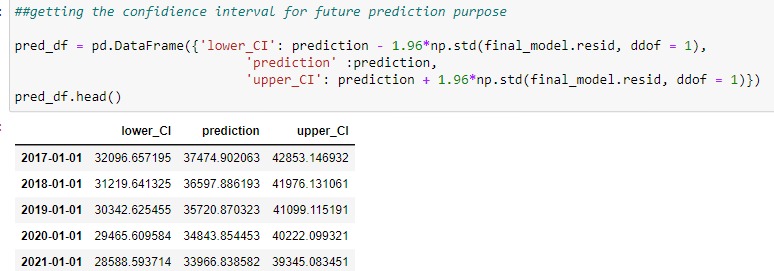 ##getting the confidience interval for future prediction purpose
pred_df = pd.DataFrame({'lower_CI': prediction - 1.96*np.std(final_model.resid, ddof = 1),
'prediction' :prediction,
'upper_CI': prediction + 1.96*np.std(final_model.resid, ddof = 1)})
pred_df.head()
lower_CI prediction upper_CI
2017-01-01 32096.657195 37474.902063 42853.146932
2018-01-01 31219.641325 36597.886193 41976.131061
2019-01-01 30342.625455 35720.870323 41099.115191
2020-01-01 29465.609584 34843.854453 40222.099321
2021-01-01 28588.593714 33966.838582 39345.083451